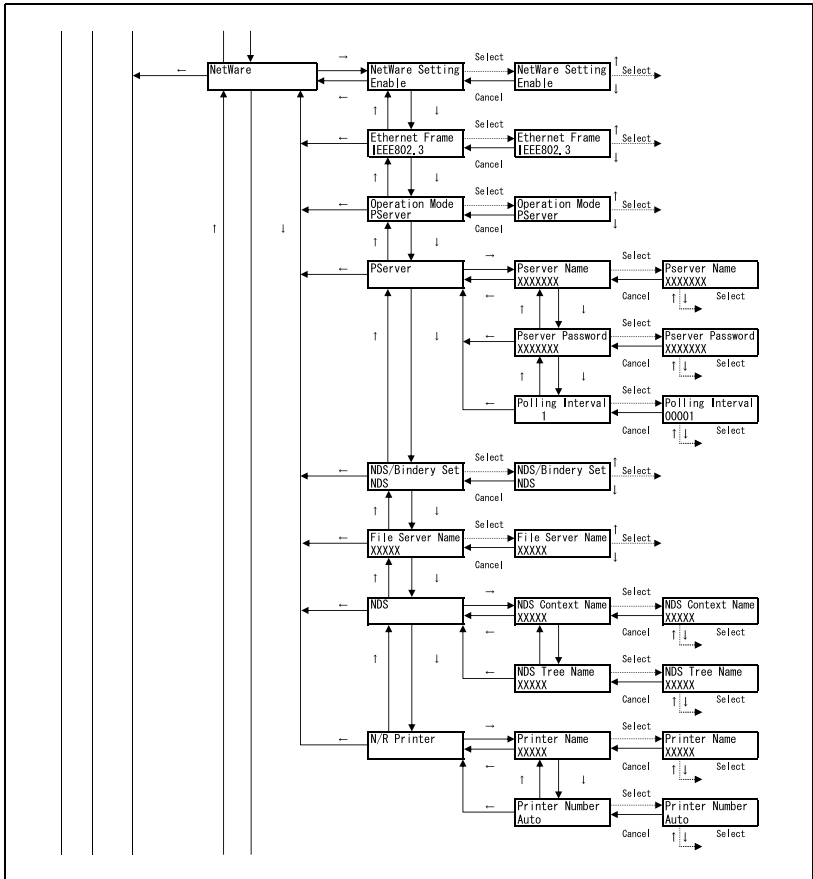 → Select ↑
← NetWare NetWare Setting NetWare Setting Select
Enable Enable
← Cancel ↓
↑ ↓ Select ↑
← Ethernet Frame Ethernet Frame Select
IEEE802.3 IEEE802.3
Cancel ↓
↑ ↓ Select ↑
← Operation Mode Operation Mode Select
PServer PServer
↑ ↓ Cancel ↓
↑ ↓ → Select
← PServer Pserver Name Pserver Name
XXXXXXX XXXXXXX
← Cancel ↑ ↓ Select
↑ ↓ Select
↑ ↓ ← Pserver Password Pserver Password
XXXXXXX XXXXXXX
Cancel ↑ ↓ Select
↑ ↓ Select
← Polling Interval Polling Interval
1 00001
Cancel ↑ ↓ Select
Select ↑
← NDS/Bindery Set NDS/Bindery Set Select
NDS NDS
Cancel ↓
↑ ↓ Select ↑
← File Server Name File Server Name Select
XXXXX XXXXX
Cancel ↓
↑ ↓ → Select
← NDS NDS Context Name NDS Context Name
XXXXX XXXXX
← Cancel ↑ ↓ Select
↑ ↓ Select
← NDS Tree Name NDS Tree Name
XXXXX XXXXX
Cancel ↑ ↓ Select
→ Select
← N/R Printer Printer Name Printer Name
XXXXX XXXXX
← Cancel ↑ ↓ Select
↑ ↓ Select
← Printer Number Printer Number
Auto Auto
Cancel ↑ ↓ Select